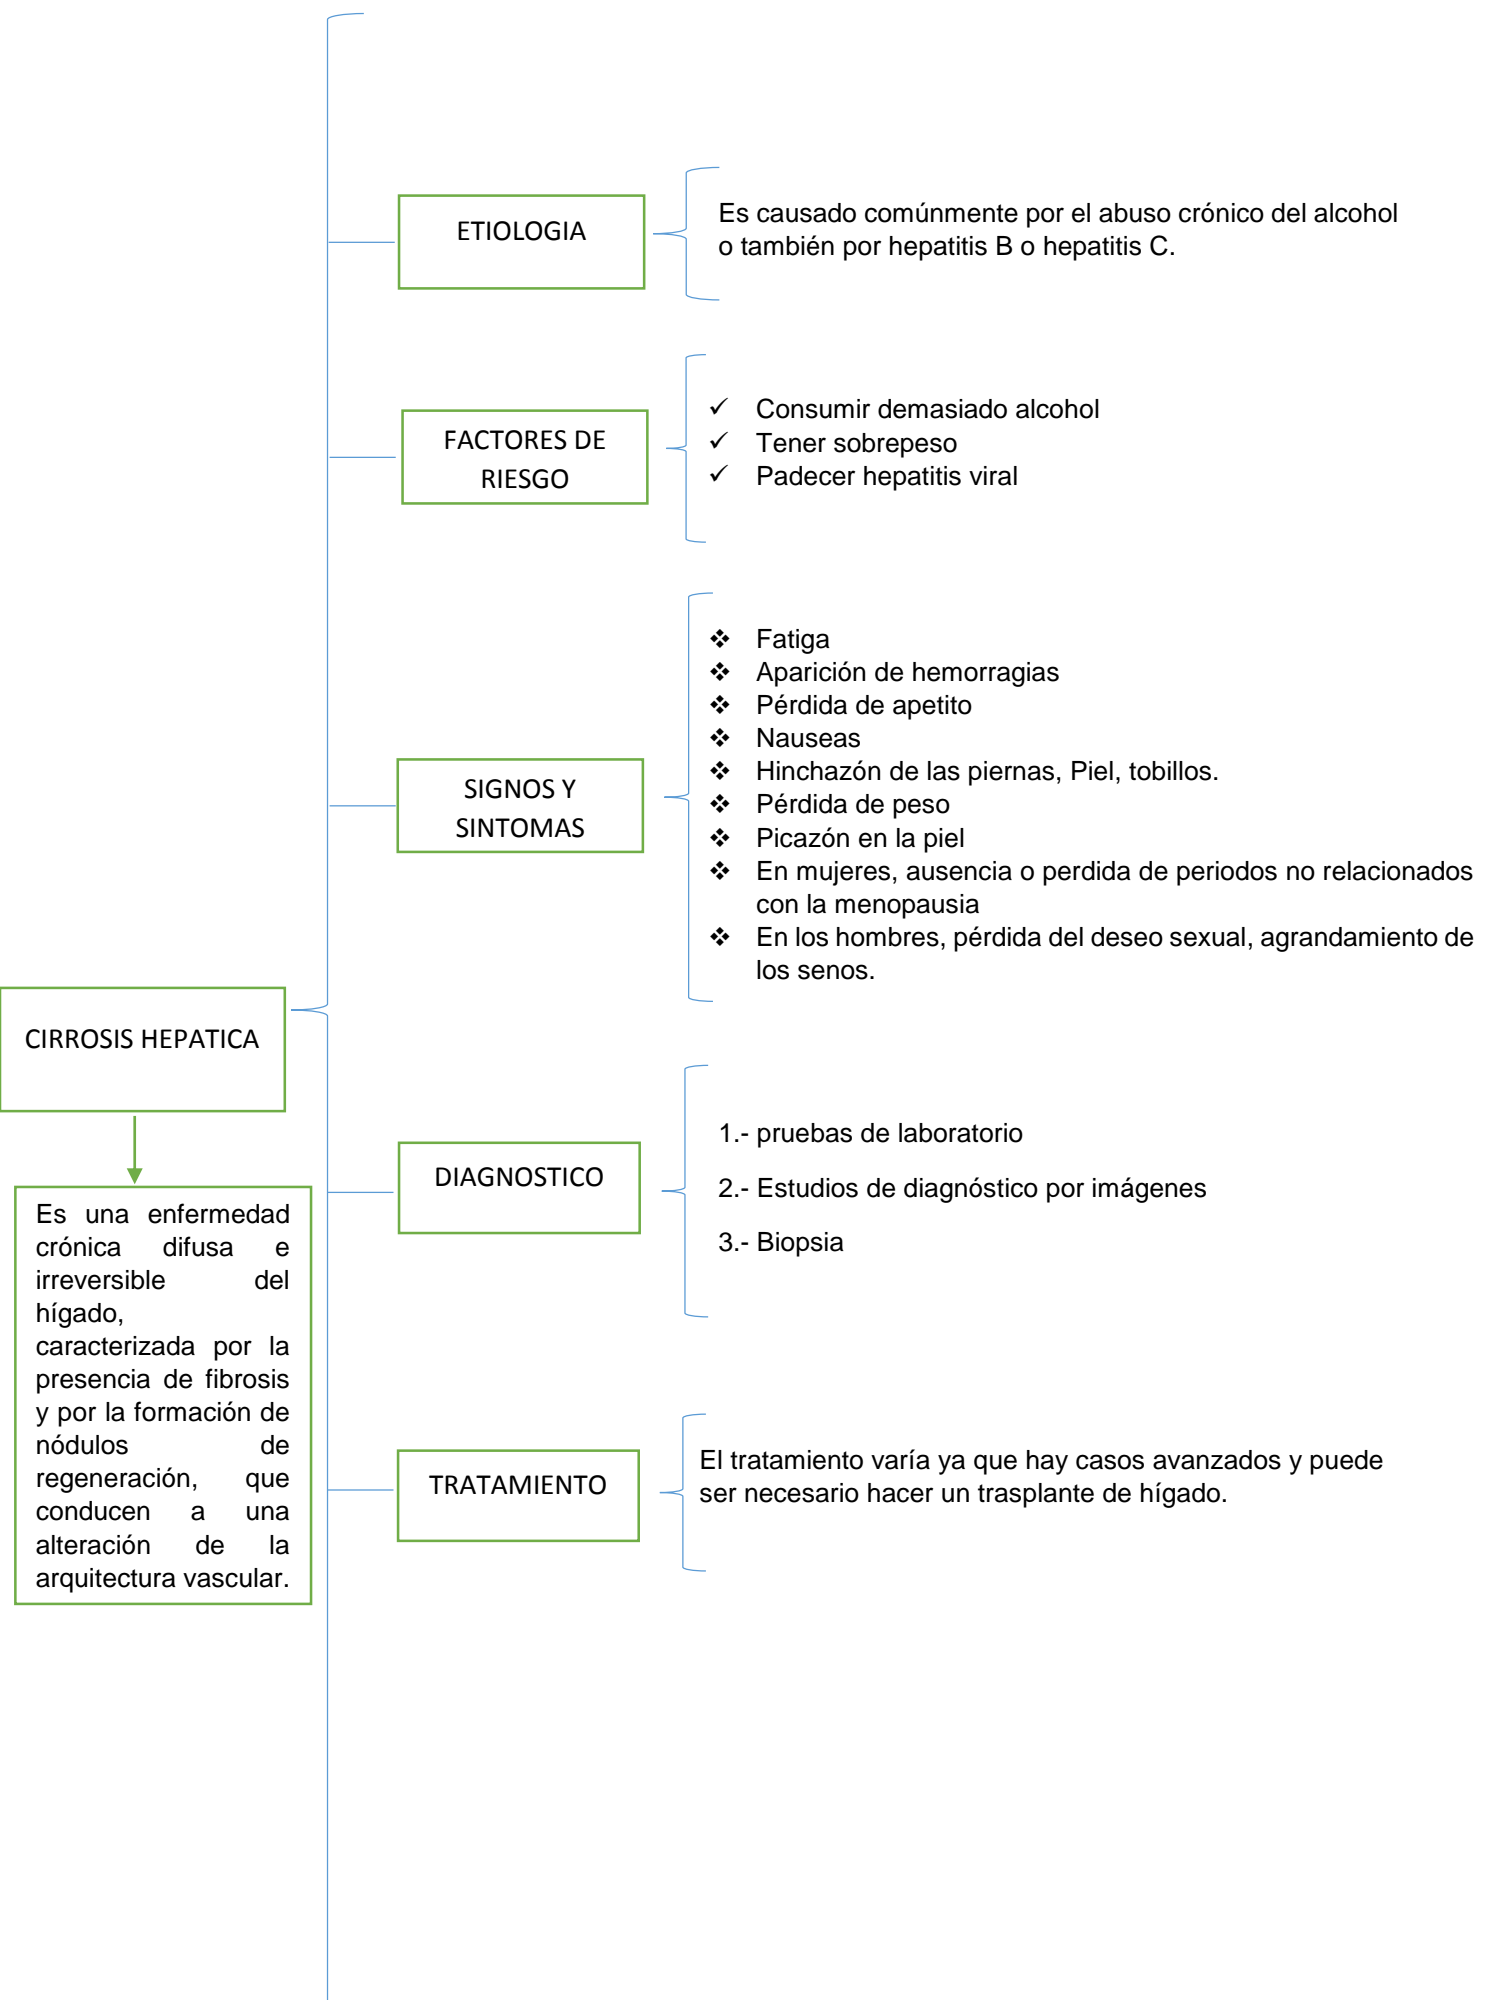 ETIOLOGIA
Es causado comúnmente por el abuso crónico del alcohol
o también por hepatitis B o hepatitis C.
FACTORES DE
RIESGO
✓ Consumir demasiado alcohol
✓ Tener sobrepeso
✓ Padecer hepatitis viral
SIGNOS Y
SINTOMAS
❖ Fatiga
❖ Aparición de hemorragias
❖ Pérdida de apetito
❖ Nauseas
❖ Hinchazón de las piernas, Piel, tobillos.
❖ Pérdida de peso
❖ Picazón en la piel
❖ En mujeres, ausencia o perdida de periodos no relacionados
con la menopausia
❖ En los hombres, pérdida del deseo sexual, agrandamiento de
los senos.
CIRROSIS HEPATICA
Es una enfermedad
crónica difusa e
irreversible del
hígado,
caracterizada por la
presencia de fibrosis
y por la formación de
nódulos de
regeneración, que
conducen a una
alteración de la
arquitectura vascular.
DIAGNOSTICO
1.- pruebas de laboratorio
2.- Estudios de diagnóstico por imágenes
3.- Biopsia
TRATAMIENTO
El tratamiento varía ya que hay casos avanzados y puede
ser necesario hacer un trasplante de hígado.